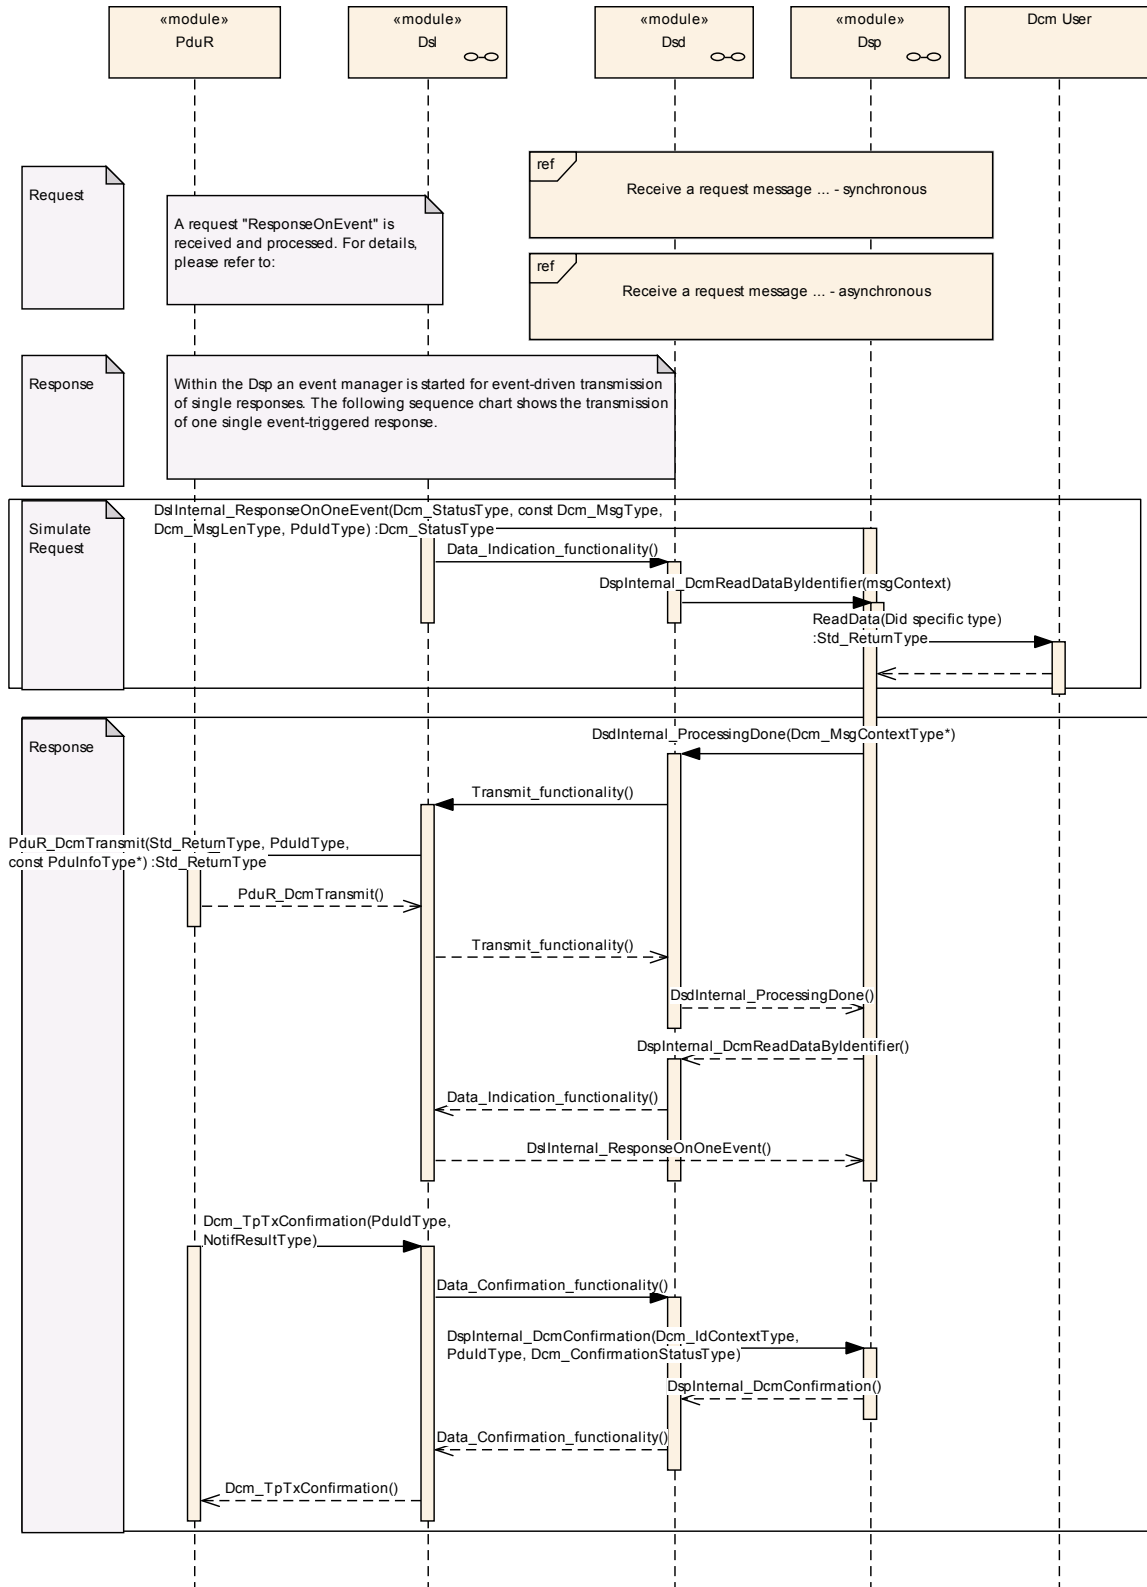 «module»
PduR
«module»
Dsl
«module»
Dsd
«module»
Dsp
Dcm User
Request
A request "ResponseOnEvent" is
received and processed. For details,
please refer to:
ref
Receive a request message ... - synchronous
ref
Receive a request message ... - asynchronous
Response
Within the Dsp an event manager is started for event-driven transmission
of single responses. The following sequence chart shows the transmission
of one single event-triggered response.
Simulate
Request
DslInternal_ResponseOnOneEvent(Dcm_StatusType, const Dcm_MsgType,
Dcm_MsgLenType, PduIdType) :Dcm_StatusType
Data_Indication_functionality()
DspInternal_DcmReadDataByIdentifier(msgContext)
ReadData(Did specific type)
:Std_ReturnType
Response
DsdInternal_ProcessingDone(Dcm_MsgContextType*)
Transmit_functionality()
PduR_DcmTransmit(Std_ReturnType, PduIdType,
const PduInfoType*) :Std_ReturnType
PduR_DcmTransmit()
Transmit_functionality()
DsdInternal_ProcessingDone()
DspInternal_DcmReadDataByIdentifier()
Data_Indication_functionality()
DslInternal_ResponseOnOneEvent()
Dcm_TpTxConfirmation(PduIdType,
NotifResultType)
Data_Confirmation_functionality()
DspInternal_DcmConfirmation(Dcm_IdContextType,
PduIdType, Dcm_ConfirmationStatusType)
DspInternal_DcmConfirmation()
Data_Confirmation_functionality()
Dcm_TpTxConfirmation()